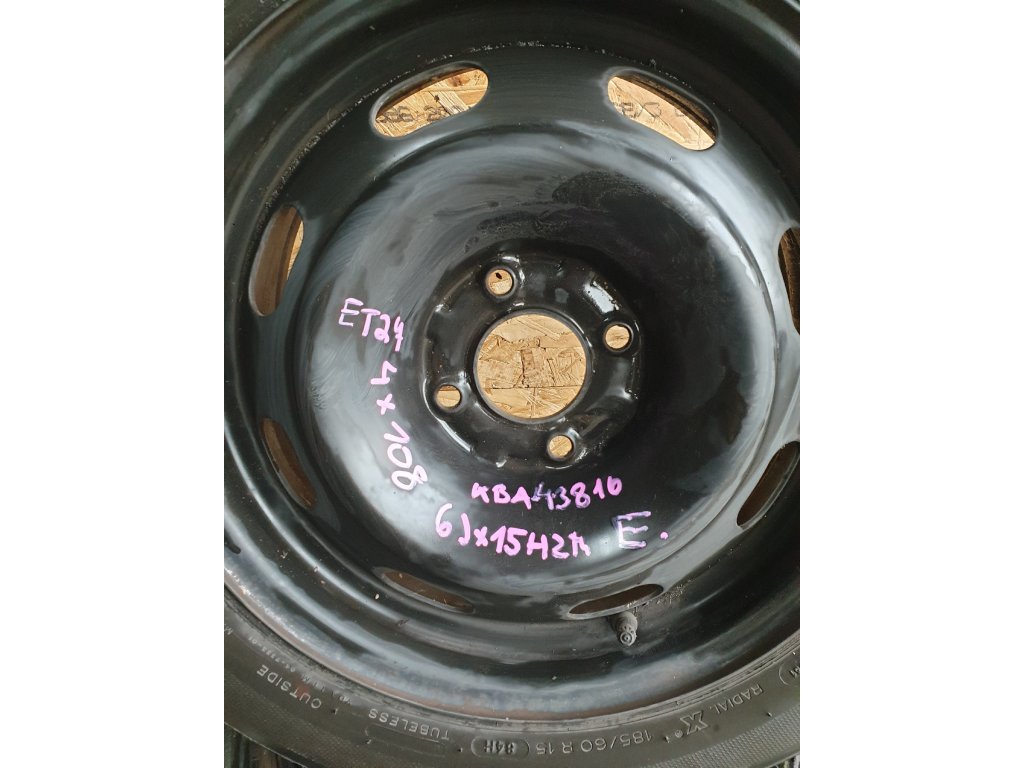 ET24
4x108
KBA43816
6Jx15H2
E.
OUTSIDE
TUBELESS
RADIAL X
185/60 R 15 84H